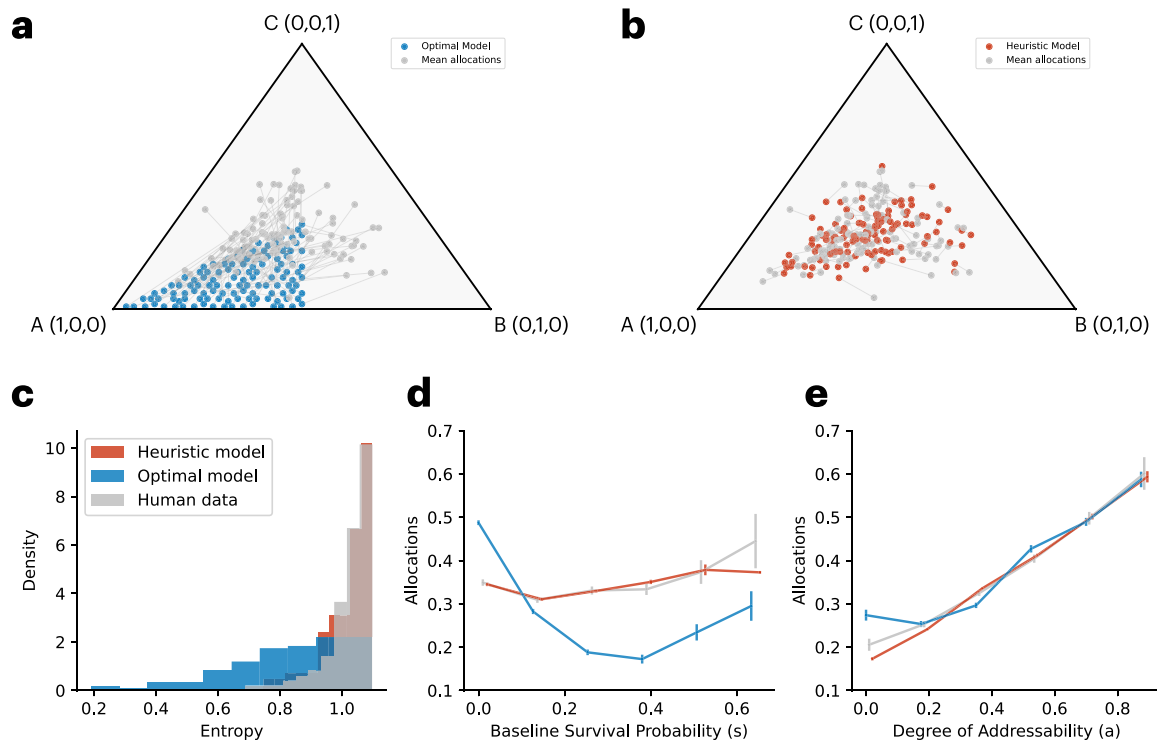 a
C (0,0,1)
Optimal Model
Mean allocations
A (1,0,0)
B (0,1,0)
b
C (0,0,1)
Heuristic Model
Mean allocations
A (1,0,0)
B (0,1,0)
c
10
8
6
4
2
0
Density
Heuristic model
Optimal model
Human data
0.2 0.4 0.6 0.8 1.0
Entropy
d
0.7
0.6
0.5
0.4
0.3
0.2
0.1
Allocations
0.0 0.2 0.4 0.6
Baseline Survival Probability (s)
e
0.7
0.6
0.5
0.4
0.3
0.2
0.1
Allocations
0.0 0.2 0.4 0.6 0.8
Degree of Addressability (a)